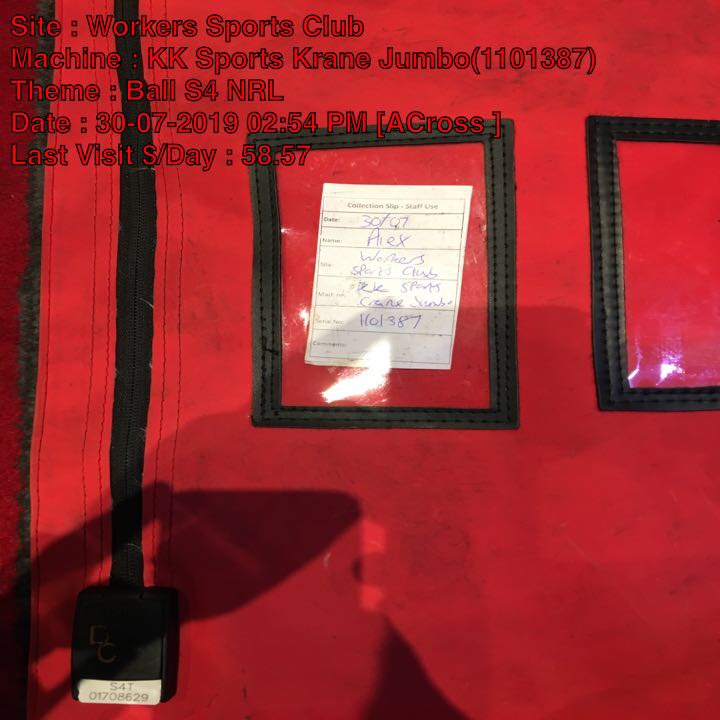 Site : Workers Sports Club
Machine : KK Sports Krane Jumbo(1101387)
Theme : Ball S4 NRL
Date : 30-07-2019 02:54 PM [ACross ]
Last Visit $/Day : 58.57
Collection Slip - Staff Use
Date: 30/07
Name: Alex
Site: Workers
Sports Club
Mach nm: KK Sports
Crane Jumbo
Serial No: 1101387
Comments:
DC
S4T
01708629